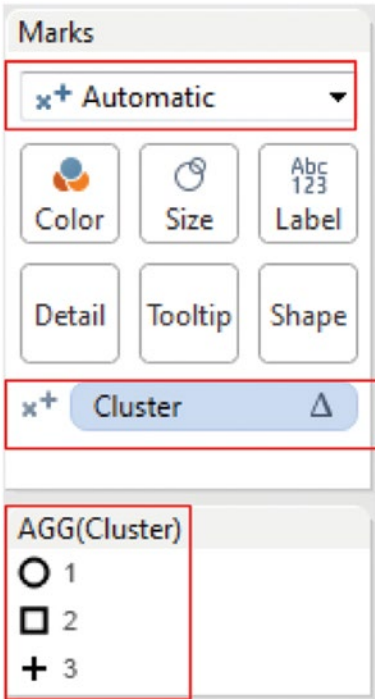 Marks
Automatic
Color Size Abc 123 Label
Detail Tooltip Shape
Cluster Δ
AGG(Cluster)
1
2
3